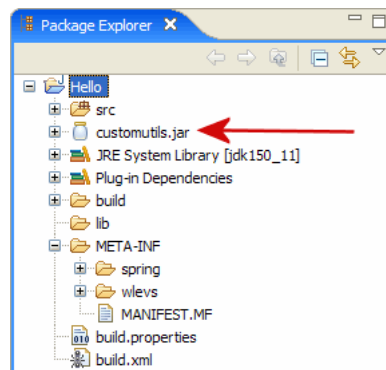 Package Explorer
Hello
src
customutils.jar
JRE System Library [jdk150_11]
Plug-in Dependencies
build
lib
META-INF
spring
wlevs
MANIFEST.MF
build.properties
build.xml